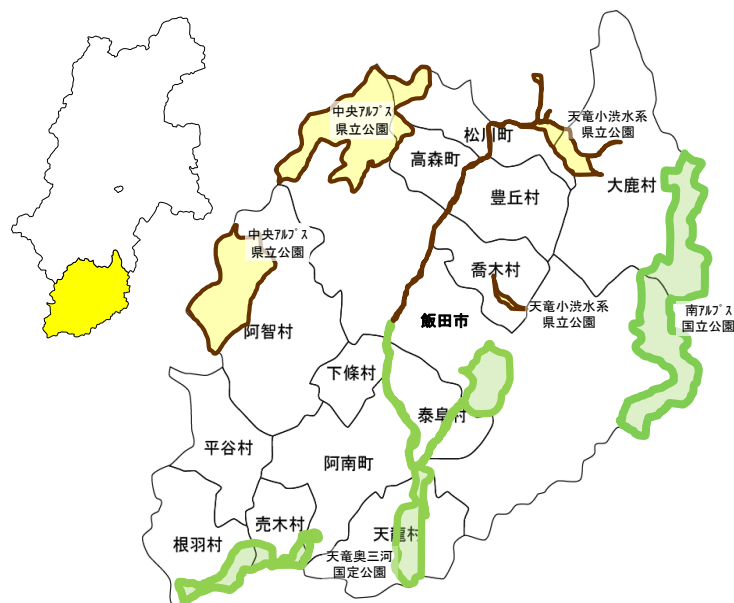 中央ｱﾙﾌﾟｽ
県立公園
松川町
天竜小渋水系
県立公園
高森町
大鹿村
豊丘村
中央ｱﾙﾌﾟｽ
県立公園
喬木村
天竜小渋水系
県立公園
南ｱﾙﾌﾟｽ
国立公園
飯田市
阿智村
下條村
泰阜村
平谷村
阿南町
売木村
根羽村
天龍村
天竜奥三河
国定公園